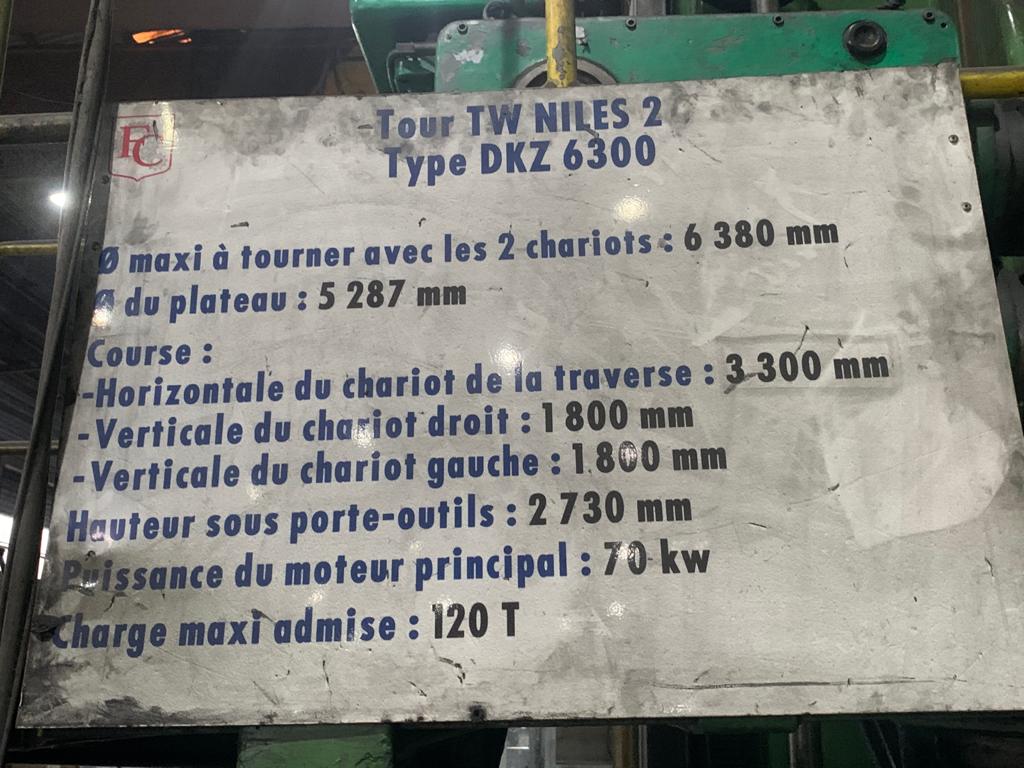 FC
Tour TW NILES 2
Type DKZ 6300
Ø maxi à tourner avec les 2 chariots : 6 380 mm
Ø du plateau : 5 287 mm
Course :
-Horizontale du chariot de la traverse : 3 300 mm
-Verticale du chariot droit : 1 800 mm
-Verticale du chariot gauche : 1 800 mm
Hauteur sous porte-outils : 2 730 mm
Puissance du moteur principal : 70 kw
Charge maxi admise : 120 T